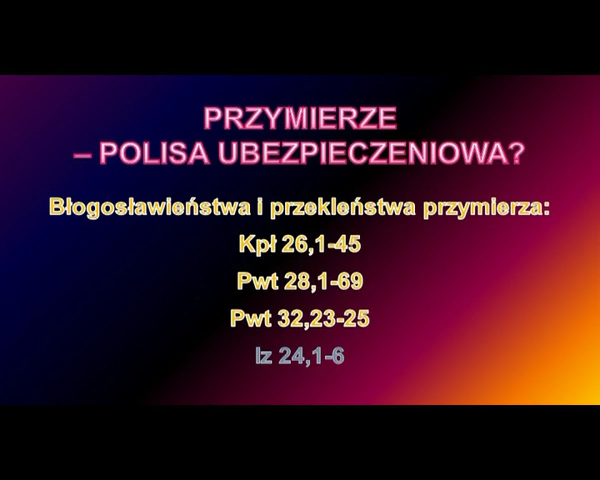 PRZYMIERZE
– POLISA UBEZPIECZENIOWA?
Błogosławieństwa i przekleństwa przymierza:
Kpł 26,1-45
Pwt 28,1-69
Pwt 32,23-25
Iz 24,1-6